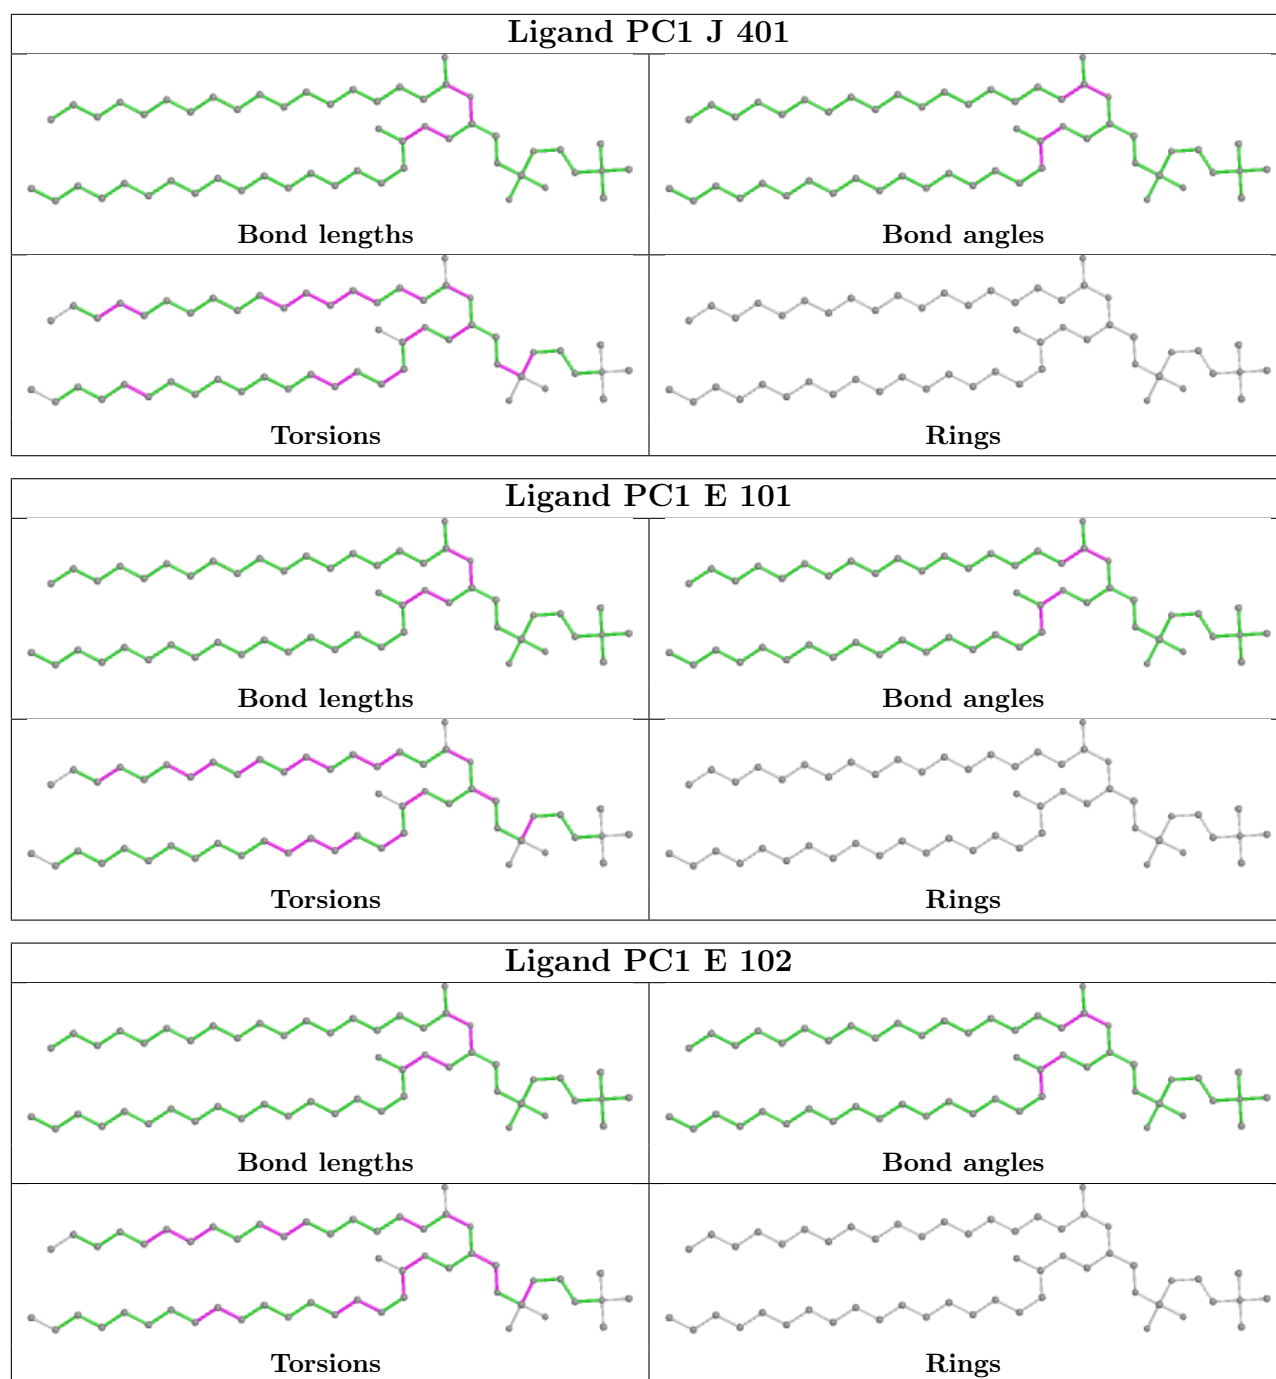 Ligand PC1 J 401
Bond lengths
Bond angles
Torsions
Rings
Ligand PC1 E 101
Bond lengths
Bond angles
Torsions
Rings
Ligand PC1 E 102
Bond lengths
Bond angles
Torsions
Rings